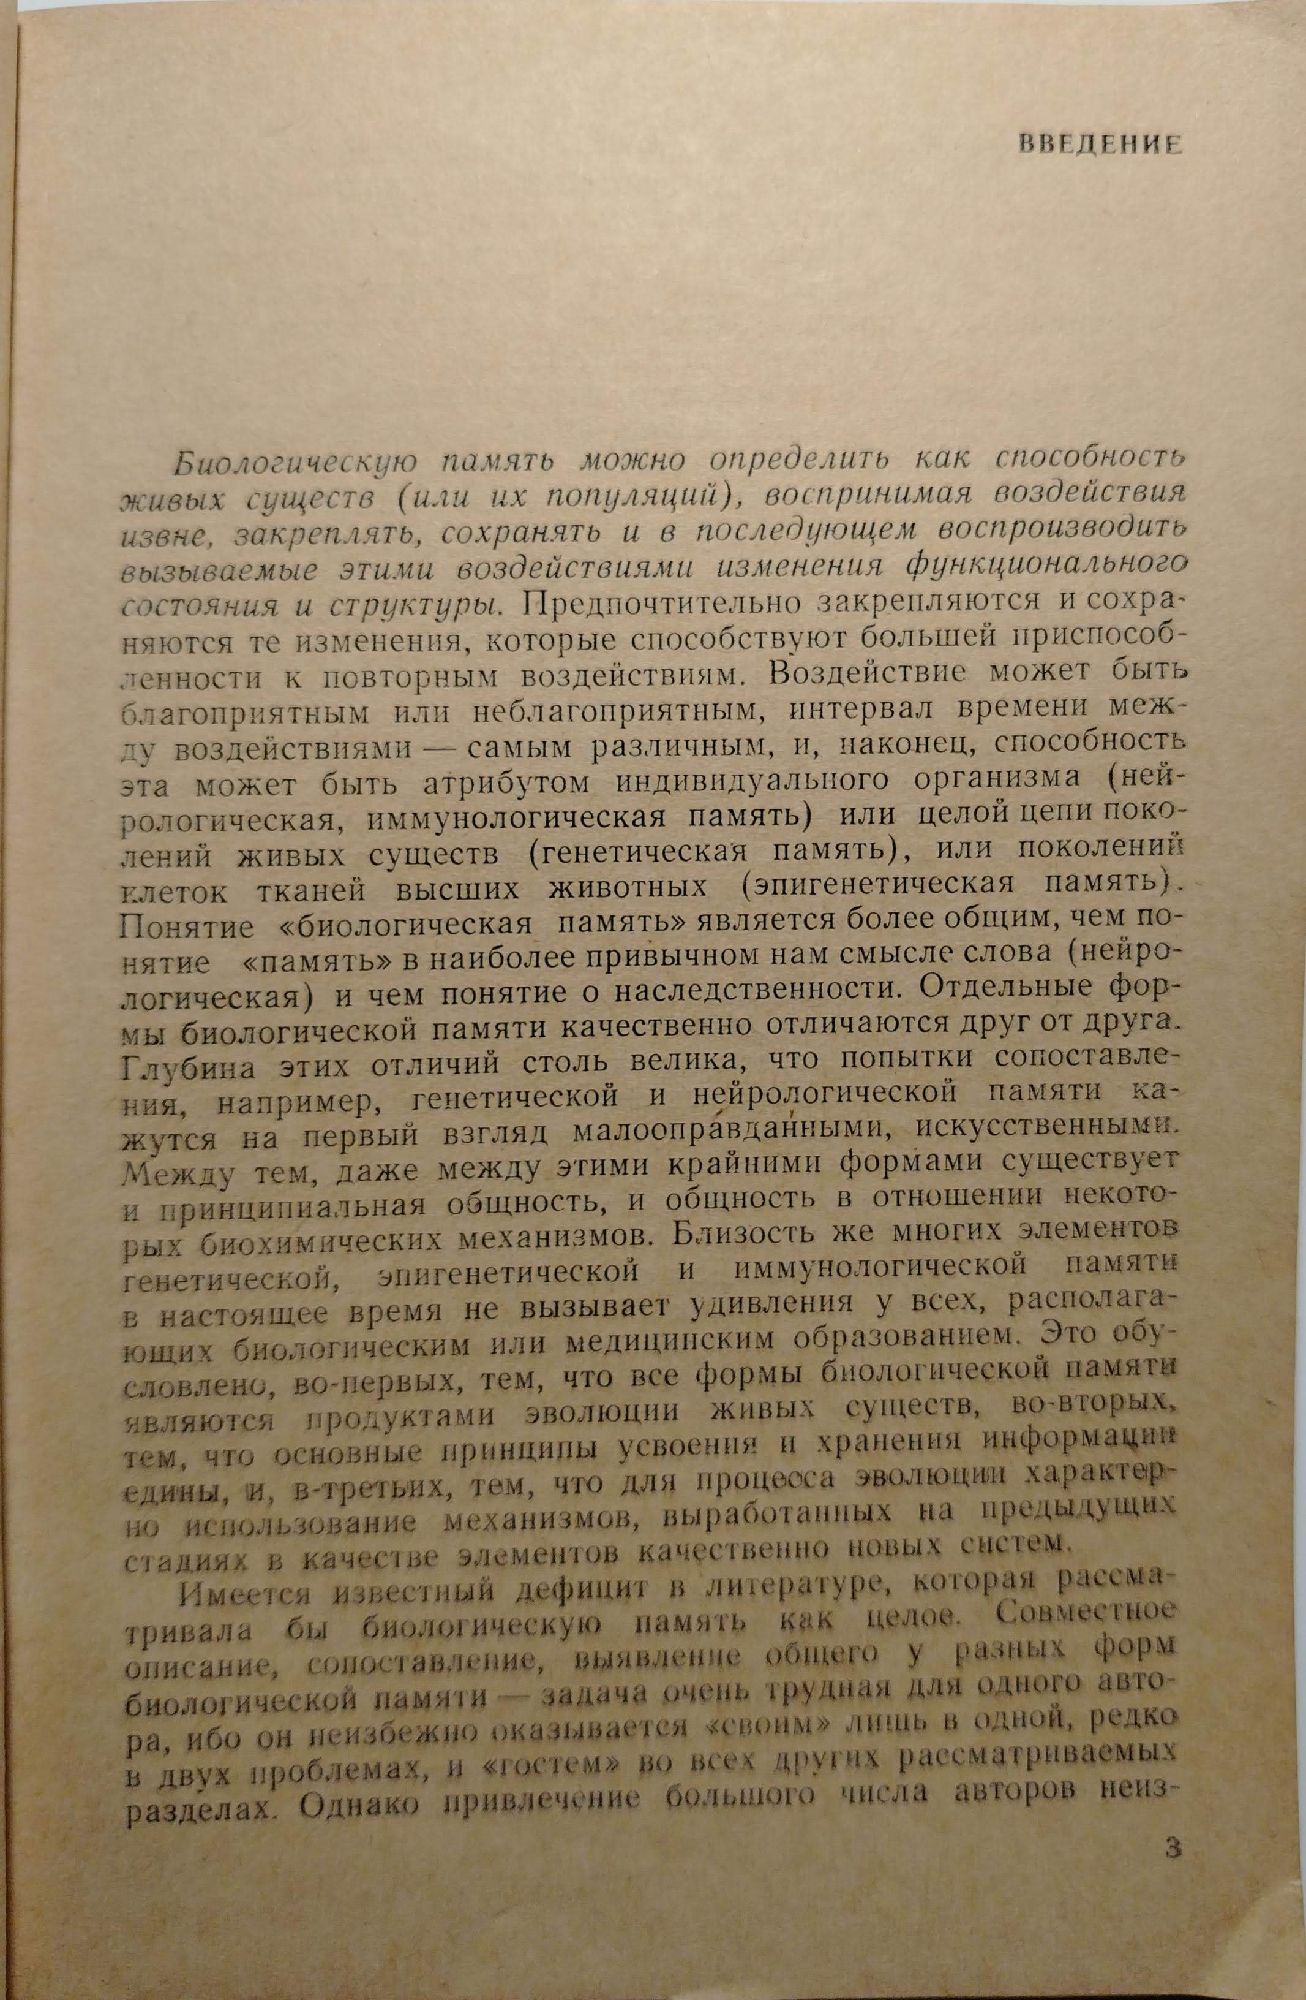 ВВЕДЕНИЕ
Биологическую память можно определить как способность
живых существ (или их популяций), воспринимая воздействия
извне, закреплять, сохранять и в последующем воспроизводить
вызываемые этими воздействиями изменения функционального
состояния и структуры. Предпочтительно закрепляются и сохра-
няются те изменения, которые способствуют большей приспособ-
ленности к повторным воздействиям. Воздействие может быть
благоприятным или неблагоприятным, интервал времени меж-
ду воздействиями — самым различным, и, наконец, способность
эта может быть атрибутом индивидуального организма (ней-
рологическая, иммунологическая память) или целой цепи поко-
лений живых существ (генетическая память), или поколений
клеток тканей высших животных (эпигенетическая память).
Понятие «биологическая память» является более общим, чем по-
нятие «память» в наиболее привычном нам смысле слова (нейро-
логическая) и чем понятие о наследственности. Отдельные фор-
мы биологической памяти качественно отличаются друг от друга.
Глубина этих отличий столь велика, что попытки сопоставле-
ния, например, генетической и нейрологической памяти ка-
жутся на первый взгляд малооправданными, искусственными.
Между тем, даже между этими крайними формами существует
и принципиальная общность, и общность в отношении некото-
рых биохимических механизмов. Близость же многих элементов
генетической, эпигенетической и иммунологической памяти
в настоящее время не вызывает удивления у всех, располага-
ющих биологическим или медицинским образованием. Это обу-
словлено, во-первых, тем, что все формы биологической памяти
являются продуктами эволюции живых существ, во-вторых,
тем, что основные принципы усвоения и хранения информации
едины, и, в-третьих, тем, что для процесса эволюции характер-
но использование механизмов, выработанных на предыдущих
стадиях в качестве элементов качественно новых систем.
Имеется известный дефицит в литературе, которая рассма-
тривала бы биологическую память как целое. Совместное
описание, сопоставление, выявление общего у разных форм
биологической памяти — задача очень трудная для одного авто-
ра, ибо он неизбежно оказывается «своим» лишь в одной, редко
в двух проблемах, и «гостем» во всех других рассматриваемых
разделах. Однако привлечение большого числа авторов неиз-
3